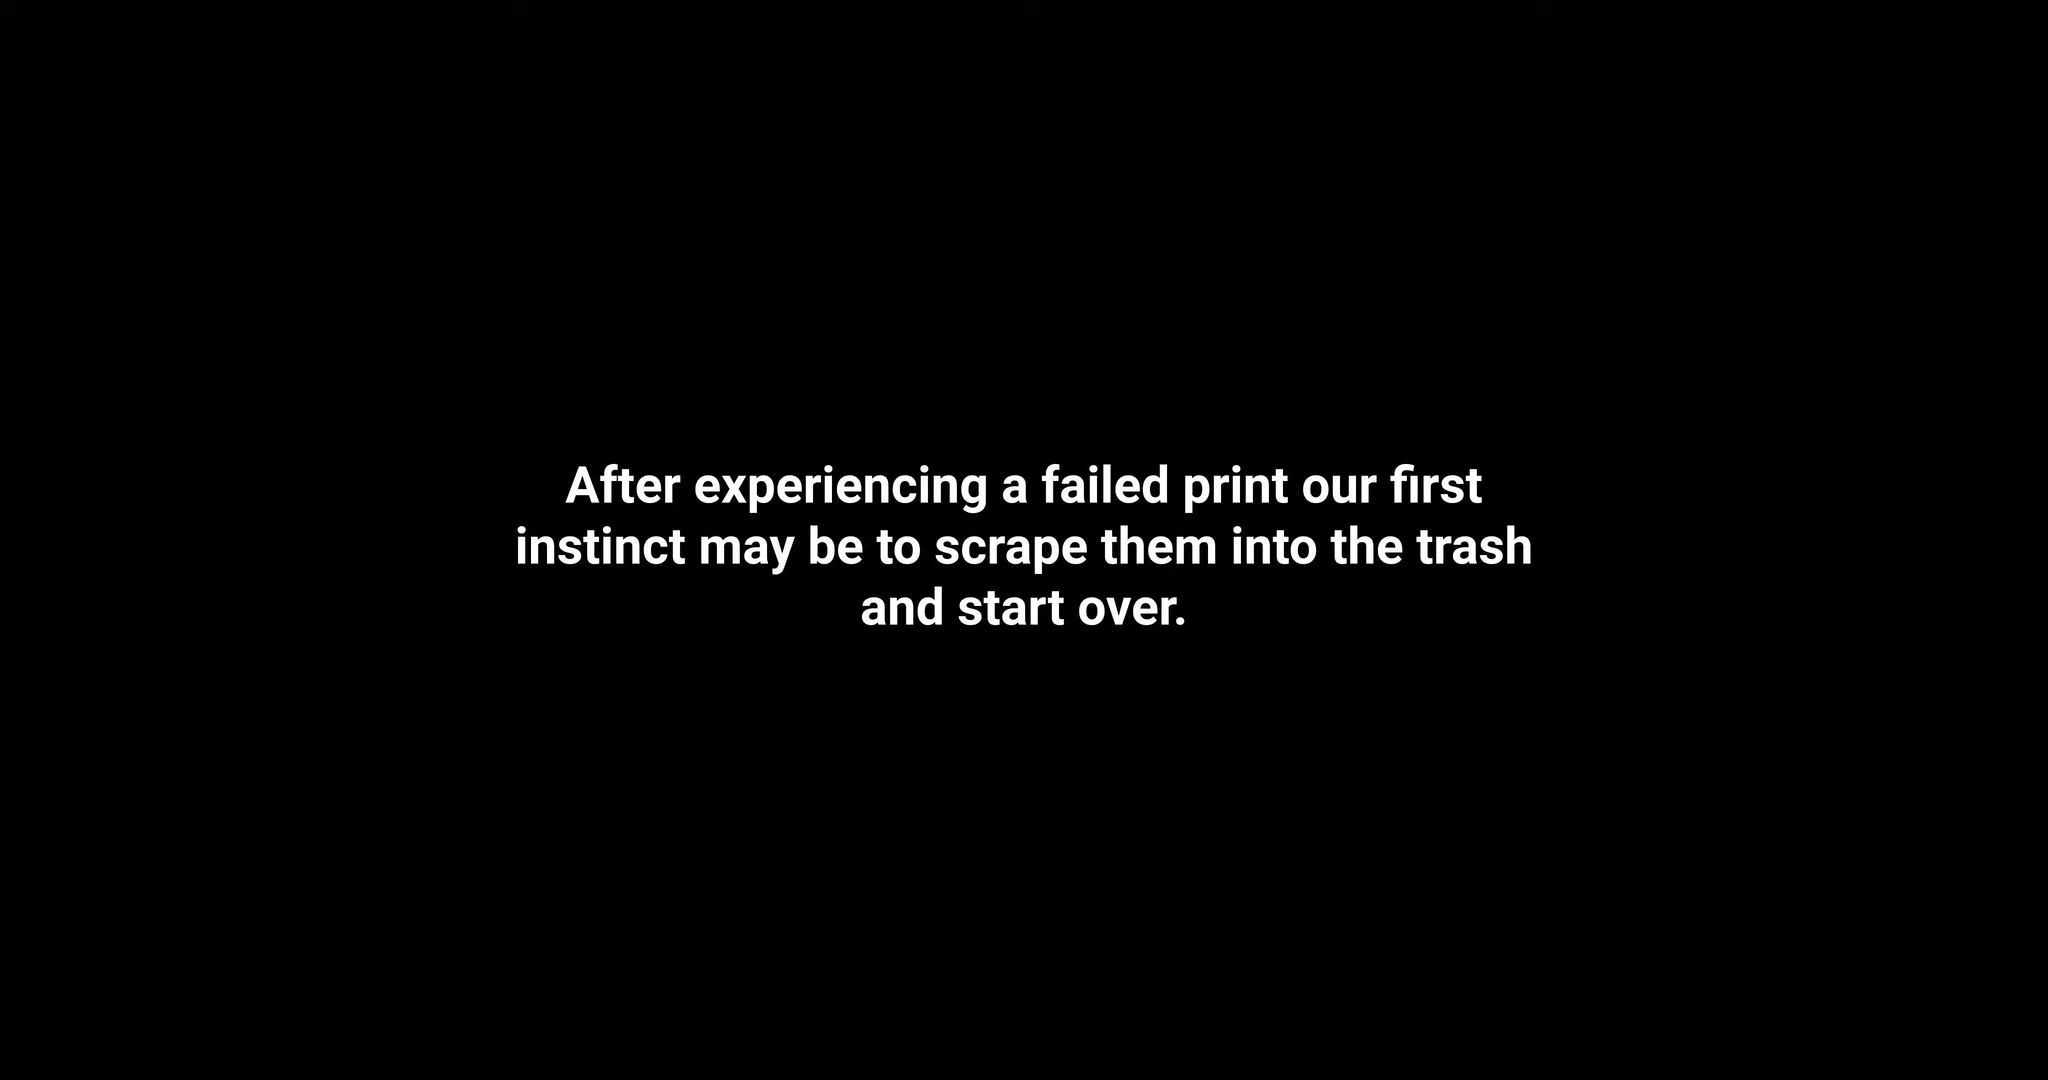 After experiencing a failed print our first
instinct may be to scrape them into the trash
and start over.